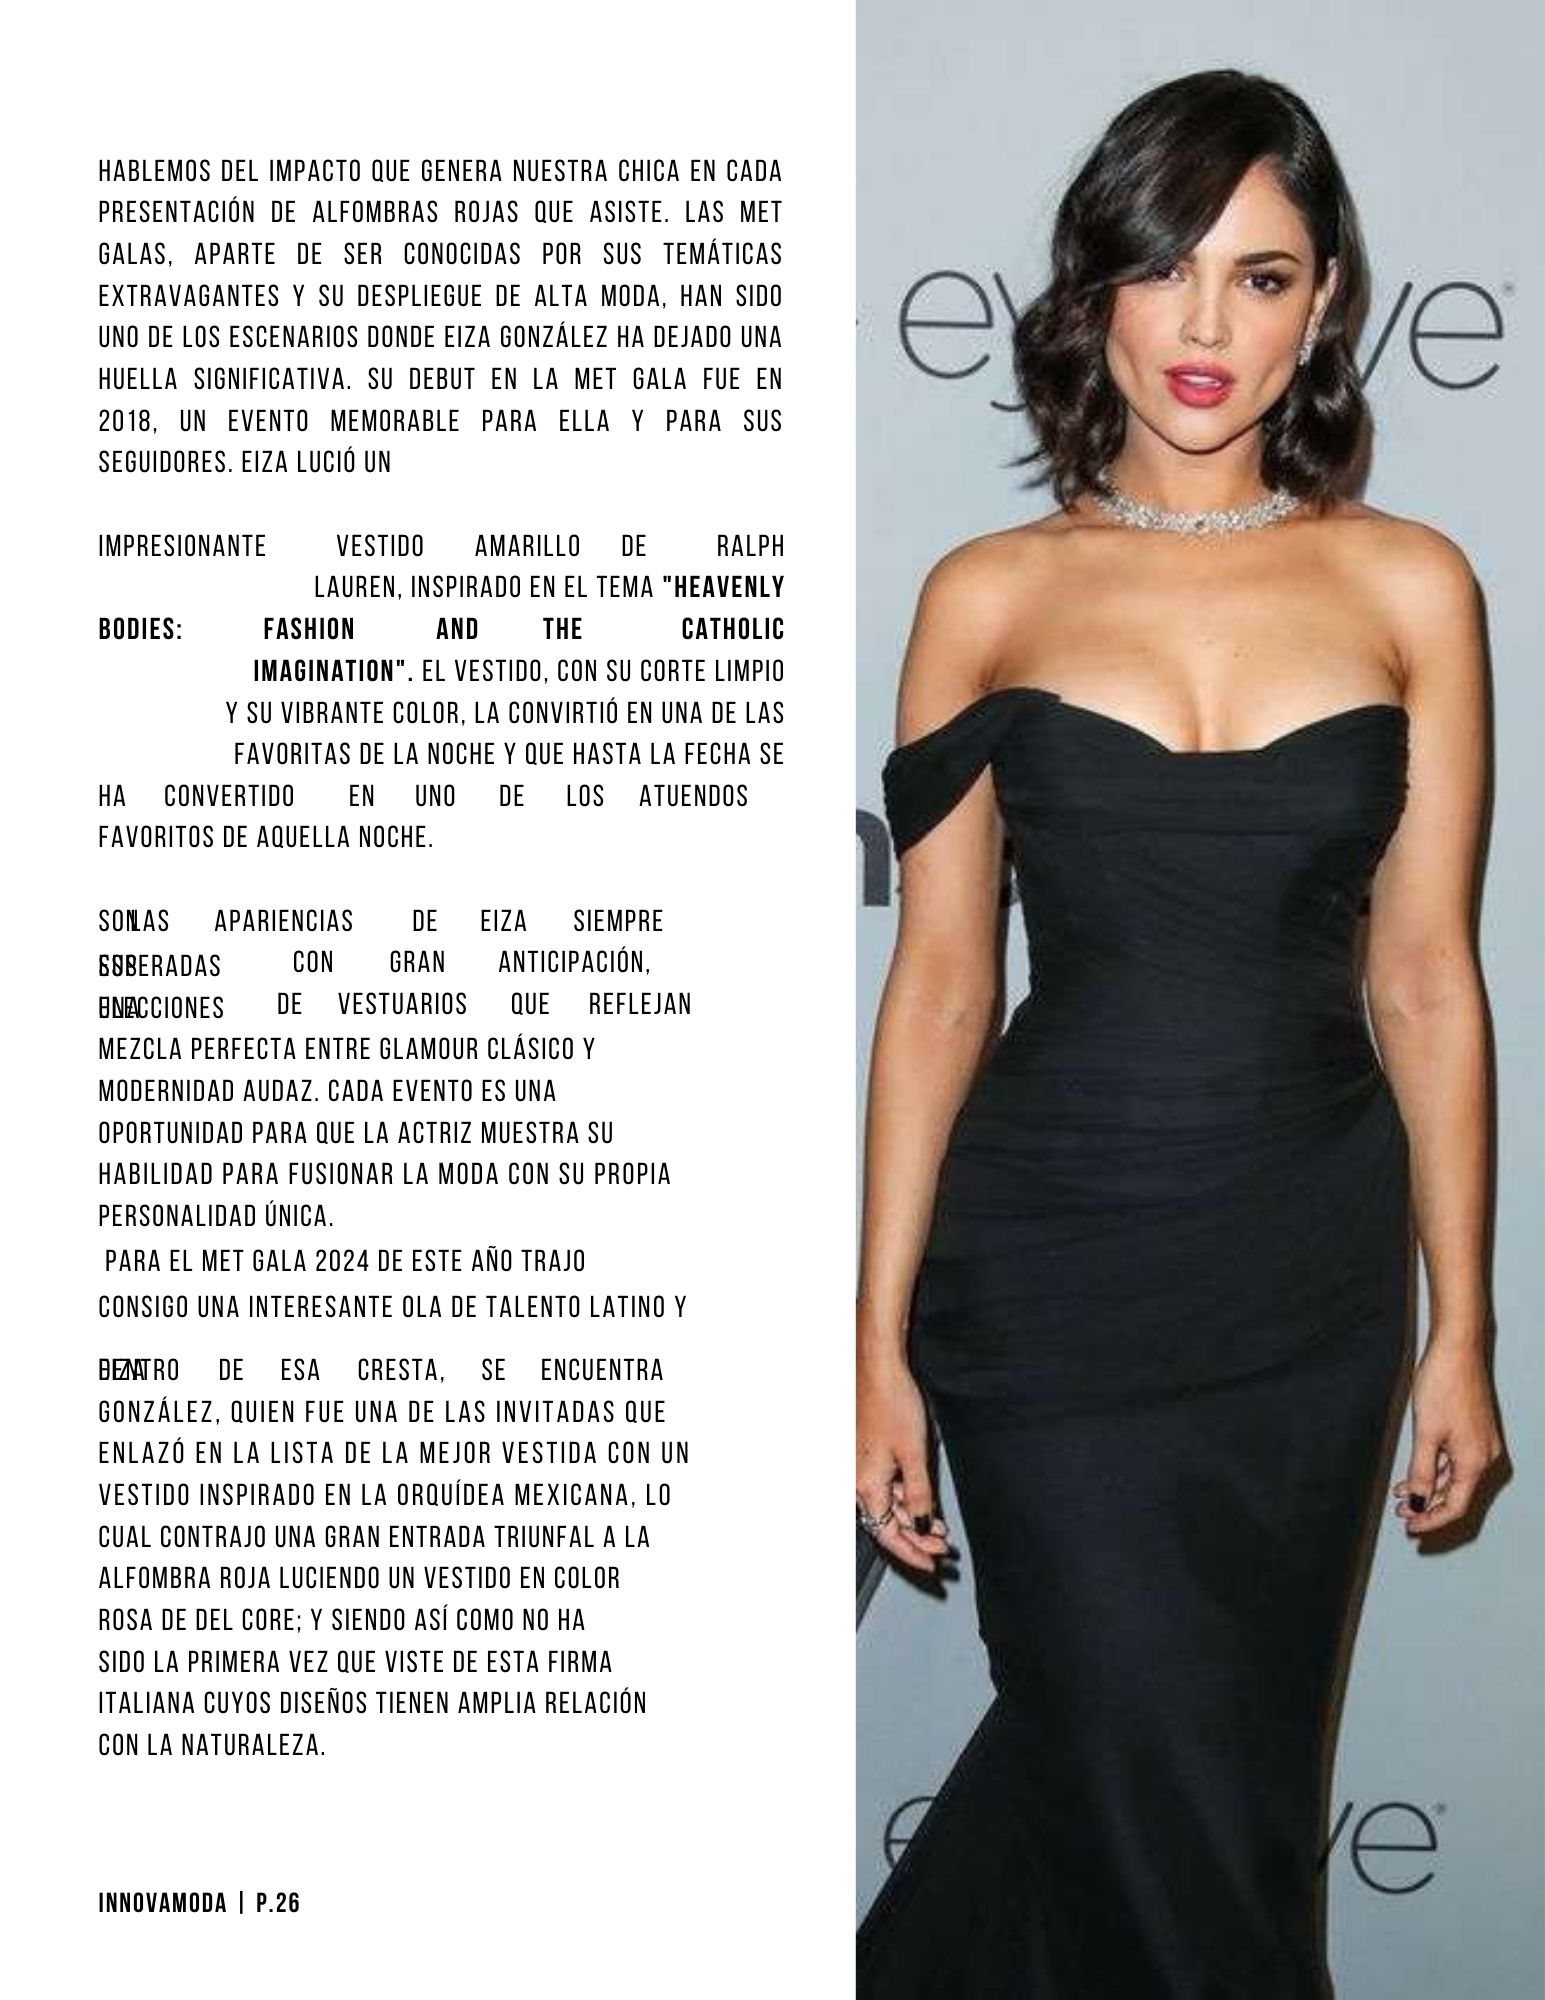 HABLEMOS DEL IMPACTO QUE GENERA NUESTRA CHICA EN CADA
PRESENTACIÓN DE ALFOMBRAS ROJAS QUE ASISTE. LAS MET
GALAS, APARTE DE SER CONOCIDAS POR SUS TEMÁTICAS
EXTRAVAGANTES Y SU DESPLIEGUE DE ALTA MODA, HAN SIDO
UNO DE LOS ESCENARIOS DONDE EIZA GONZÁLEZ HA DEJADO UNA
HUELLA SIGNIFICATIVA. SU DEBUT EN LA MET GALA FUE EN
2018, UN EVENTO MEMORABLE PARA ELLA Y PARA SUS
SEGUIDORES. EIZA LUCIÓ UN
IMPRESIONANTE VESTIDO AMARILLO DE RALPH
LAUREN, INSPIRADO EN EL TEMA "HEAVENLY
BODIES: FASHION AND THE CATHOLIC
IMAGINATION". EL VESTIDO, CON SU CORTE LIMPIO
Y SU VIBRANTE COLOR, LA CONVIRTIÓ EN UNA DE LAS
FAVORITAS DE LA NOCHE Y QUE HASTA LA FECHA SE
HA CONVERTIDO EN UNO DE LOS ATUENDOS
FAVORITOS DE AQUELLA NOCHE.
SON LAS APARIENCIAS DE EIZA SIEMPRE
SUS ESPERADAS CON GRAN ANTICIPACIÓN,
UNA ELECCIONES DE VESTUARIOS QUE REFLEJAN
MEZCLA PERFECTA ENTRE GLAMOUR CLÁSICO Y
MODERNIDAD AUDAZ. CADA EVENTO ES UNA
OPORTUNIDAD PARA QUE LA ACTRIZ MUESTRA SU
HABILIDAD PARA FUSIONAR LA MODA CON SU PROPIA
PERSONALIDAD ÚNICA.
PARA EL MET GALA 2024 DE ESTE AÑO TRAJO
CONSIGO UNA INTERESANTE OLA DE TALENTO LATINO Y
EIZA DENTRO DE ESA CRESTA, SE ENCUENTRA
GONZÁLEZ, QUIEN FUE UNA DE LAS INVITADAS QUE
ENLAZÓ EN LA LISTA DE LA MEJOR VESTIDA CON UN
VESTIDO INSPIRADO EN LA ORQUÍDEA MEXICANA, LO
CUAL CONTRAJO UNA GRAN ENTRADA TRIUNFAL A LA
ALFOMBRA ROJA LUCIENDO UN VESTIDO EN COLOR
ROSA DE DEL CORE; Y SIENDO ASÍ COMO NO HA
SIDO LA PRIMERA VEZ QUE VISTE DE ESTA FIRMA
ITALIANA CUYOS DISEÑOS TIENEN AMPLIA RELACIÓN
CON LA NATURALEZA.
INNOVAMODA | P.26